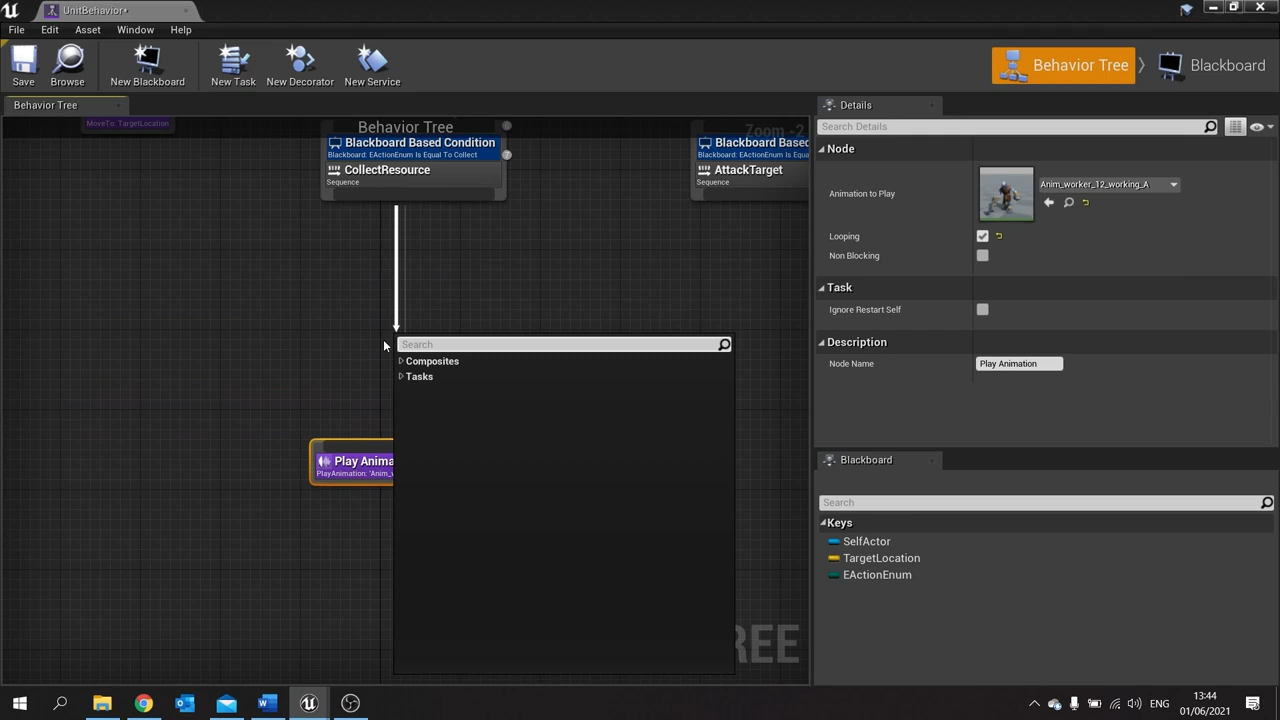 UnitBehavior*
File Edit Asset Window Help
Save Browse New Blackboard New Task New Decorator New Service
Behavior Tree Blackboard
Behavior Tree
MoveTo: TargetLocation
Behavior Tree
Zoom -2
Blackboard Based Condition
Blackboard: EActionEnum Is Equal To Collect
CollectResource
Sequence
Blackboard Based
Blackboard: EActionEnum Is Equa
AttackTarget
Sequence
Search
Composites
Tasks
Play Anima
PlayAnimation: 'Anim_w
REE
Details
Search Details
Node
Animation to Play Anim_worker_12_working_A
Looping
Non Blocking
Task
Ignore Restart Self
Description
Node Name Play Animation
Blackboard
Search
Keys
SelfActor
TargetLocation
EActionEnum
ENG
13:44
01/06/2021